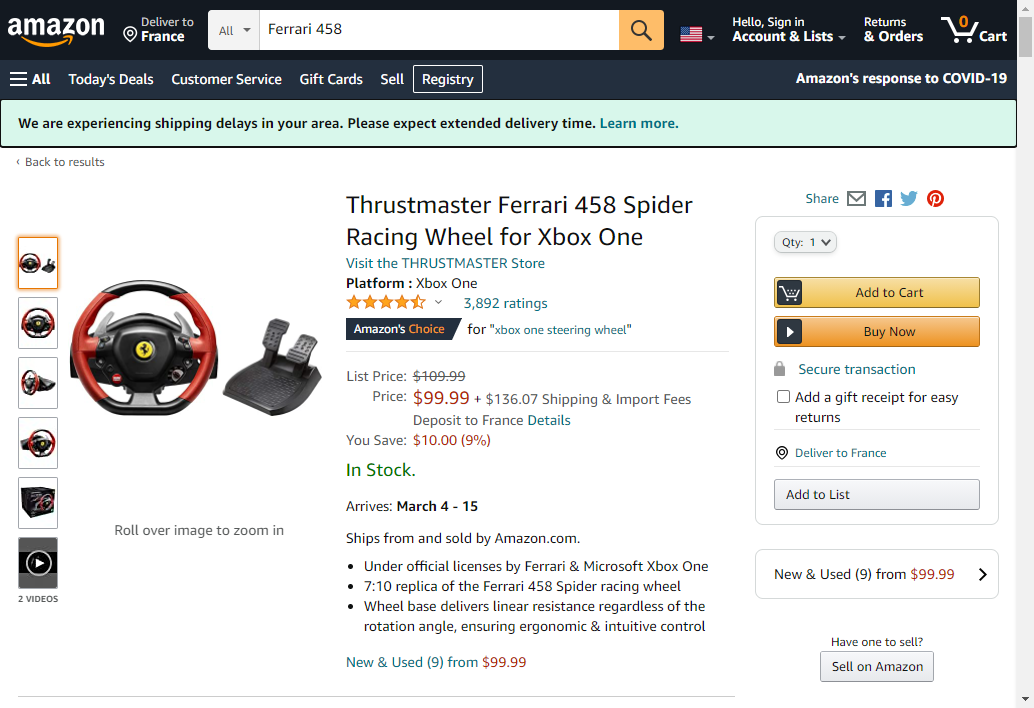 amazon
Deliver to
France
All
Ferrari 458
Hello, Sign in
Account & Lists
Returns
& Orders
0
Cart
All
Today's Deals
Customer Service
Gift Cards
Sell
Registry
Amazon's response to COVID-19
We are experiencing shipping delays in your area. Please expect extended delivery time. Learn more.
‹ Back to results
Share
Thrustmaster Ferrari 458 Spider
Racing Wheel for Xbox One
Visit the THRUSTMASTER Store
Platform : Xbox One
3,892 ratings
Amazon's Choice for "xbox one steering wheel"
List Price: $109.99
Price: $99.99 + $136.07 Shipping & Import Fees
Deposit to France Details
You Save: $10.00 (9%)
In Stock.
Arrives: March 4 - 15
Ships from and sold by Amazon.com.
• Under official licenses by Ferrari & Microsoft Xbox One
• 7:10 replica of the Ferrari 458 Spider racing wheel
• Wheel base delivers linear resistance regardless of the
rotation angle, ensuring ergonomic & intuitive control
New & Used (9) from $99.99
Roll over image to zoom in
2 VIDEOS
Qty: 1
Add to Cart
Buy Now
Secure transaction
Add a gift receipt for easy
returns
Deliver to France
Add to List
New & Used (9) from $99.99
Have one to sell?
Sell on Amazon